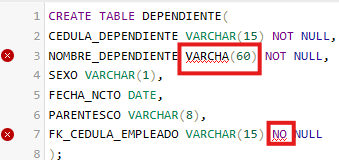 1 CREATE TABLE DEPENDIENTE(
2 CEDULA_DEPENDIENTE VARCHAR(15) NOT NULL,
3 NOMBRE_DEPENDIENTE VARCHA(60) NOT NULL,
4 SEXO VARCHAR(1),
5 FECHA_NCTO DATE,
6 PARENTESCO VARCHAR(8),
7 FK_CEDULA_EMPLEADO VARCHAR(15) NO NULL
8 );